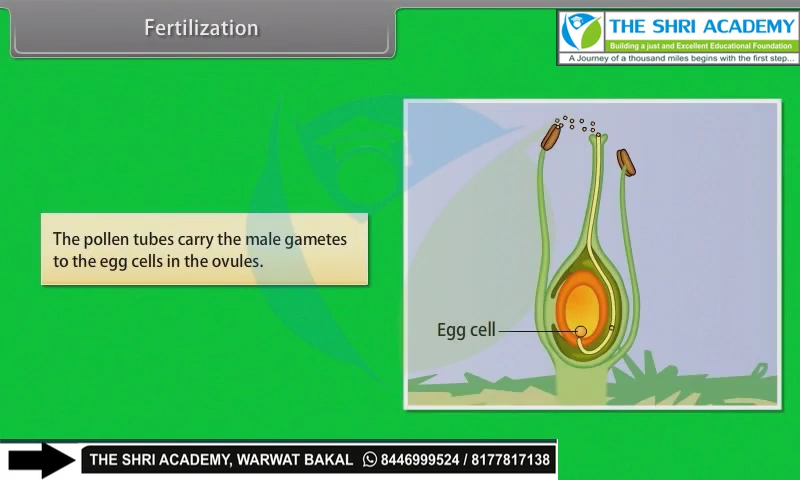 Fertilization
THE SHRI ACADEMY
Building a just and Excellent Educational Foundation
A Journey of a thousand miles begins with the first step...
The pollen tubes carry the male gametes
to the egg cells in the ovules.
Egg cell
THE SHRI ACADEMY, WARWAT BAKAL 8446999524 / 8177817138